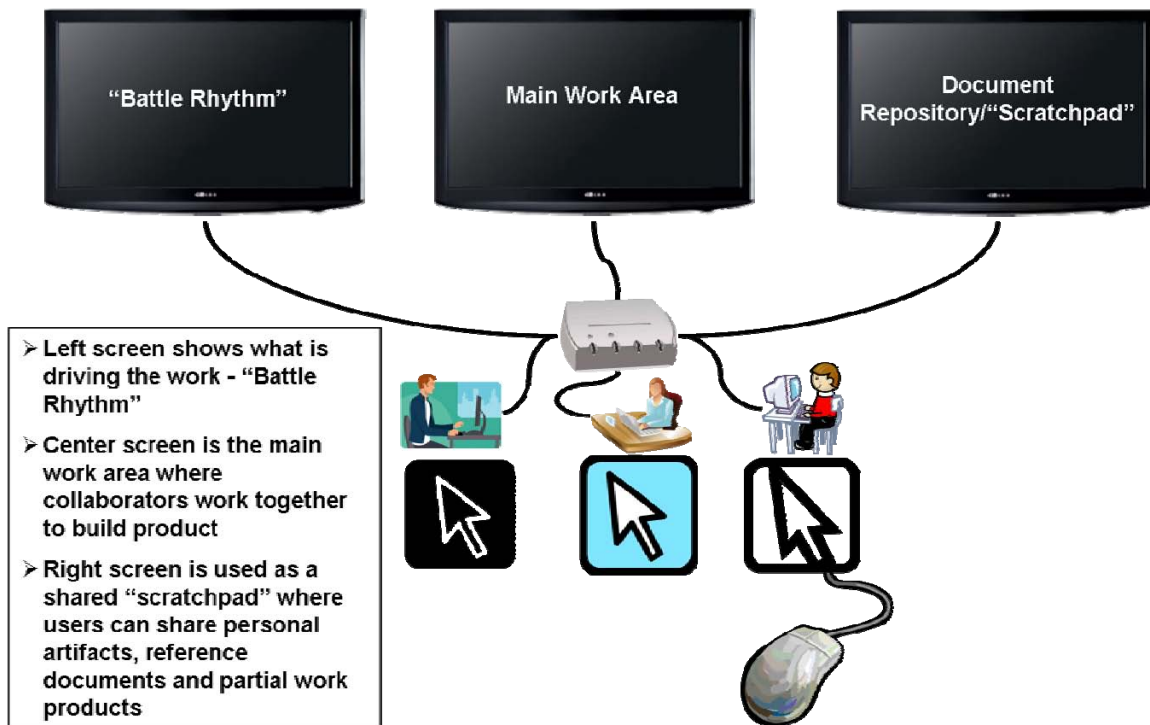 “Battle Rhythm”
Main Work Area
Document
Repository/“Scratchpad”
➢ Left screen shows what is
driving the work - “Battle
Rhythm”
➢ Center screen is the main
work area where
collaborators work together
to build product
➢ Right screen is used as a
shared “scratchpad” where
users can share personal
artifacts, reference
documents and partial work
products